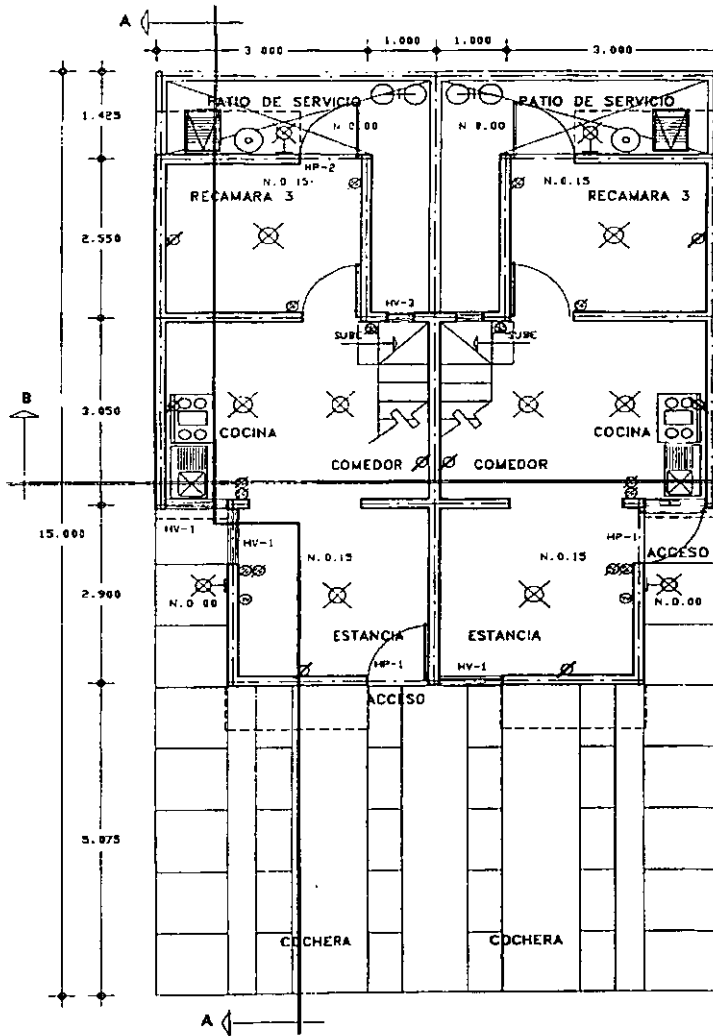 A
3.000 1.000 1.000 3.000
PATIO DE SERVICIO PATIO DE SERVICIO
1.425
HP-2
N.0.15 N.0.15
RECAMARA 3 RECAMARA 3
2.550
HV-3
SUBE SUBE
B
3.050
COCINA COCINA
COMEDOR COMEDOR
15.000
HV-1 HV-1 HP-1
N.0.15 N.0.15 ACCESO
2.900
N.0.00 N.0.00
ESTANCIA ESTANCIA
HP-1 HV-1
ACCESO
5.075
COCHERA COCHERA
A